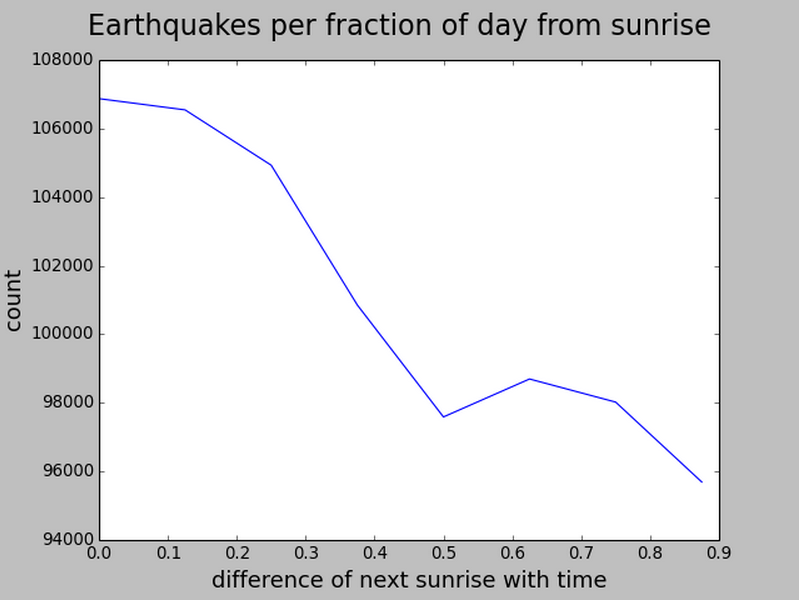 Earthquakes per fraction of day from sunrise
108000
106000
104000
102000
100000
98000
96000
94000
count
0.0 0.1 0.2 0.3 0.4 0.5 0.6 0.7 0.8 0.9
difference of next sunrise with time